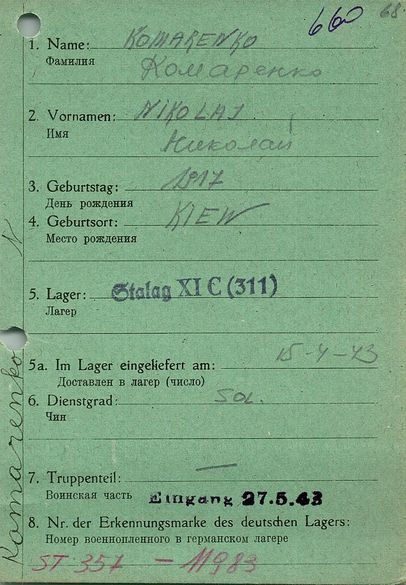 660 68
1. Name: KOMARENKO
Фамилия Комаренко
2. Vornamen: NIKOLAJ
Имя Николай
3. Geburtstag: 1917
День рождения
4. Geburtsort: KIEW
Место рождения
5. Lager: Stalag XI C (311)
Лагер
5a. Im Lager eingeliefert am: 15-4-43
Доставлен в лагер (число)
6. Dienstgrad: SOL.
Чин
7. Truppenteil: —
Воинская часть Eingang 27.5.43
8. Nr. der Erkennungsmarke des deutschen Lagers:
Номер военнопленного в германском лагере
ST 357 - 11983
Komarenko N